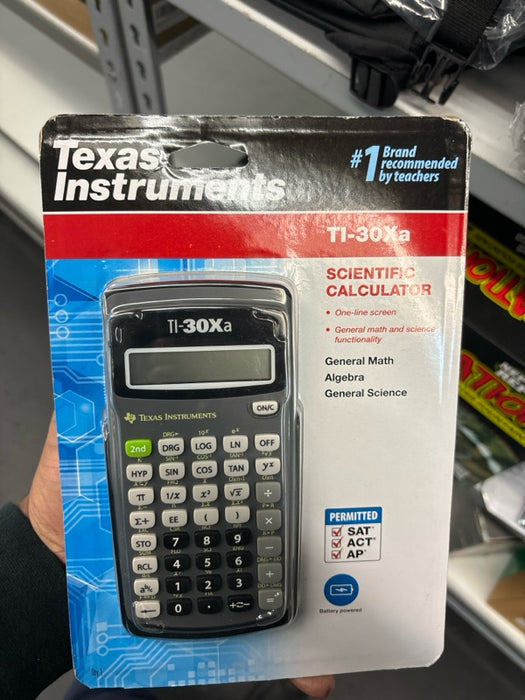 Texas
Instruments
#1 Brand
recommended
by teachers
TI-30Xa
SCIENTIFIC
CALCULATOR
• One-line screen
• General math and science
functionality
General Math
Algebra
General Science
TI-30Xa
TEXAS INSTRUMENTS
ON/C
2nd DRG LOG LN OFF
HYP SIN COS TAN yˣ
π 1/x x² √x ÷
Σ+ EE ( ) ×
STO 7 8 9 −
RCL 4 5 6 +
aᵇ/c 1 2 3 =
← 0 . +⇄−
PERMITTED
SAT*
ACT*
AP*
Battery powered